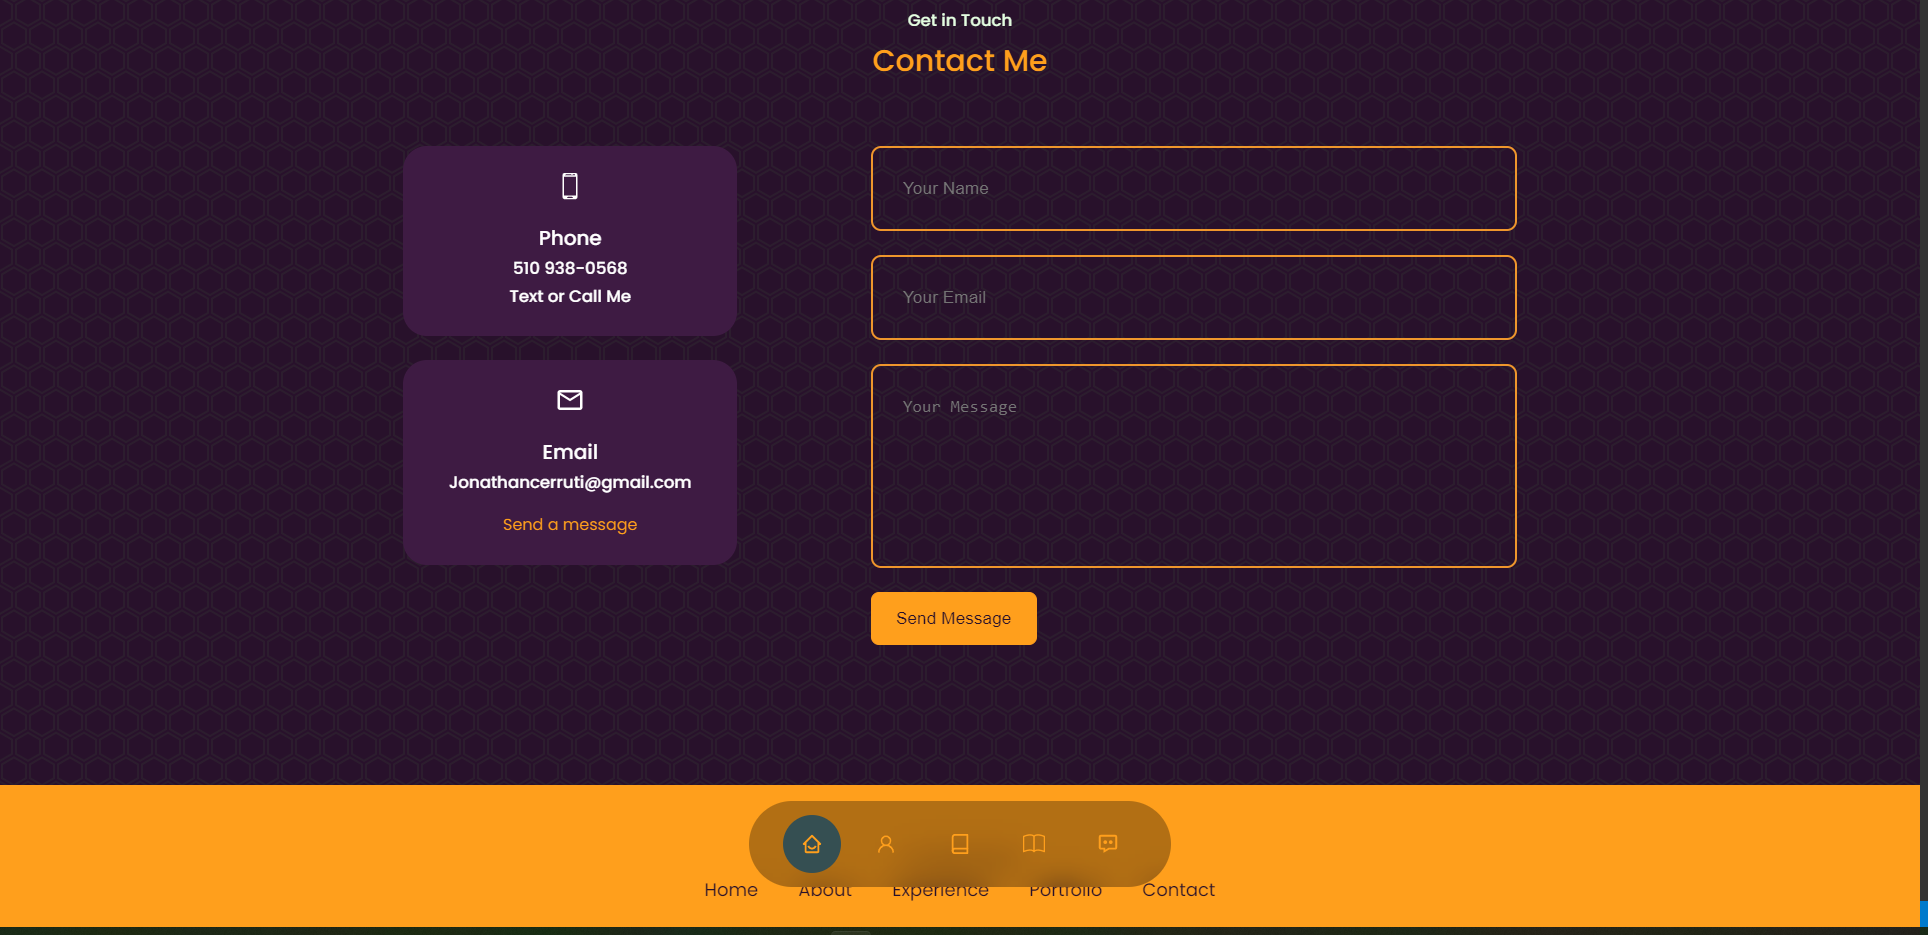 Get in Touch
Contact Me
Phone
510 938-0568
Text or Call Me
Email
Jonathancerruti@gmail.com
Send a message
Your Name
Your Email
Your Message
Send Message
Home About Experience Portfolio Contact